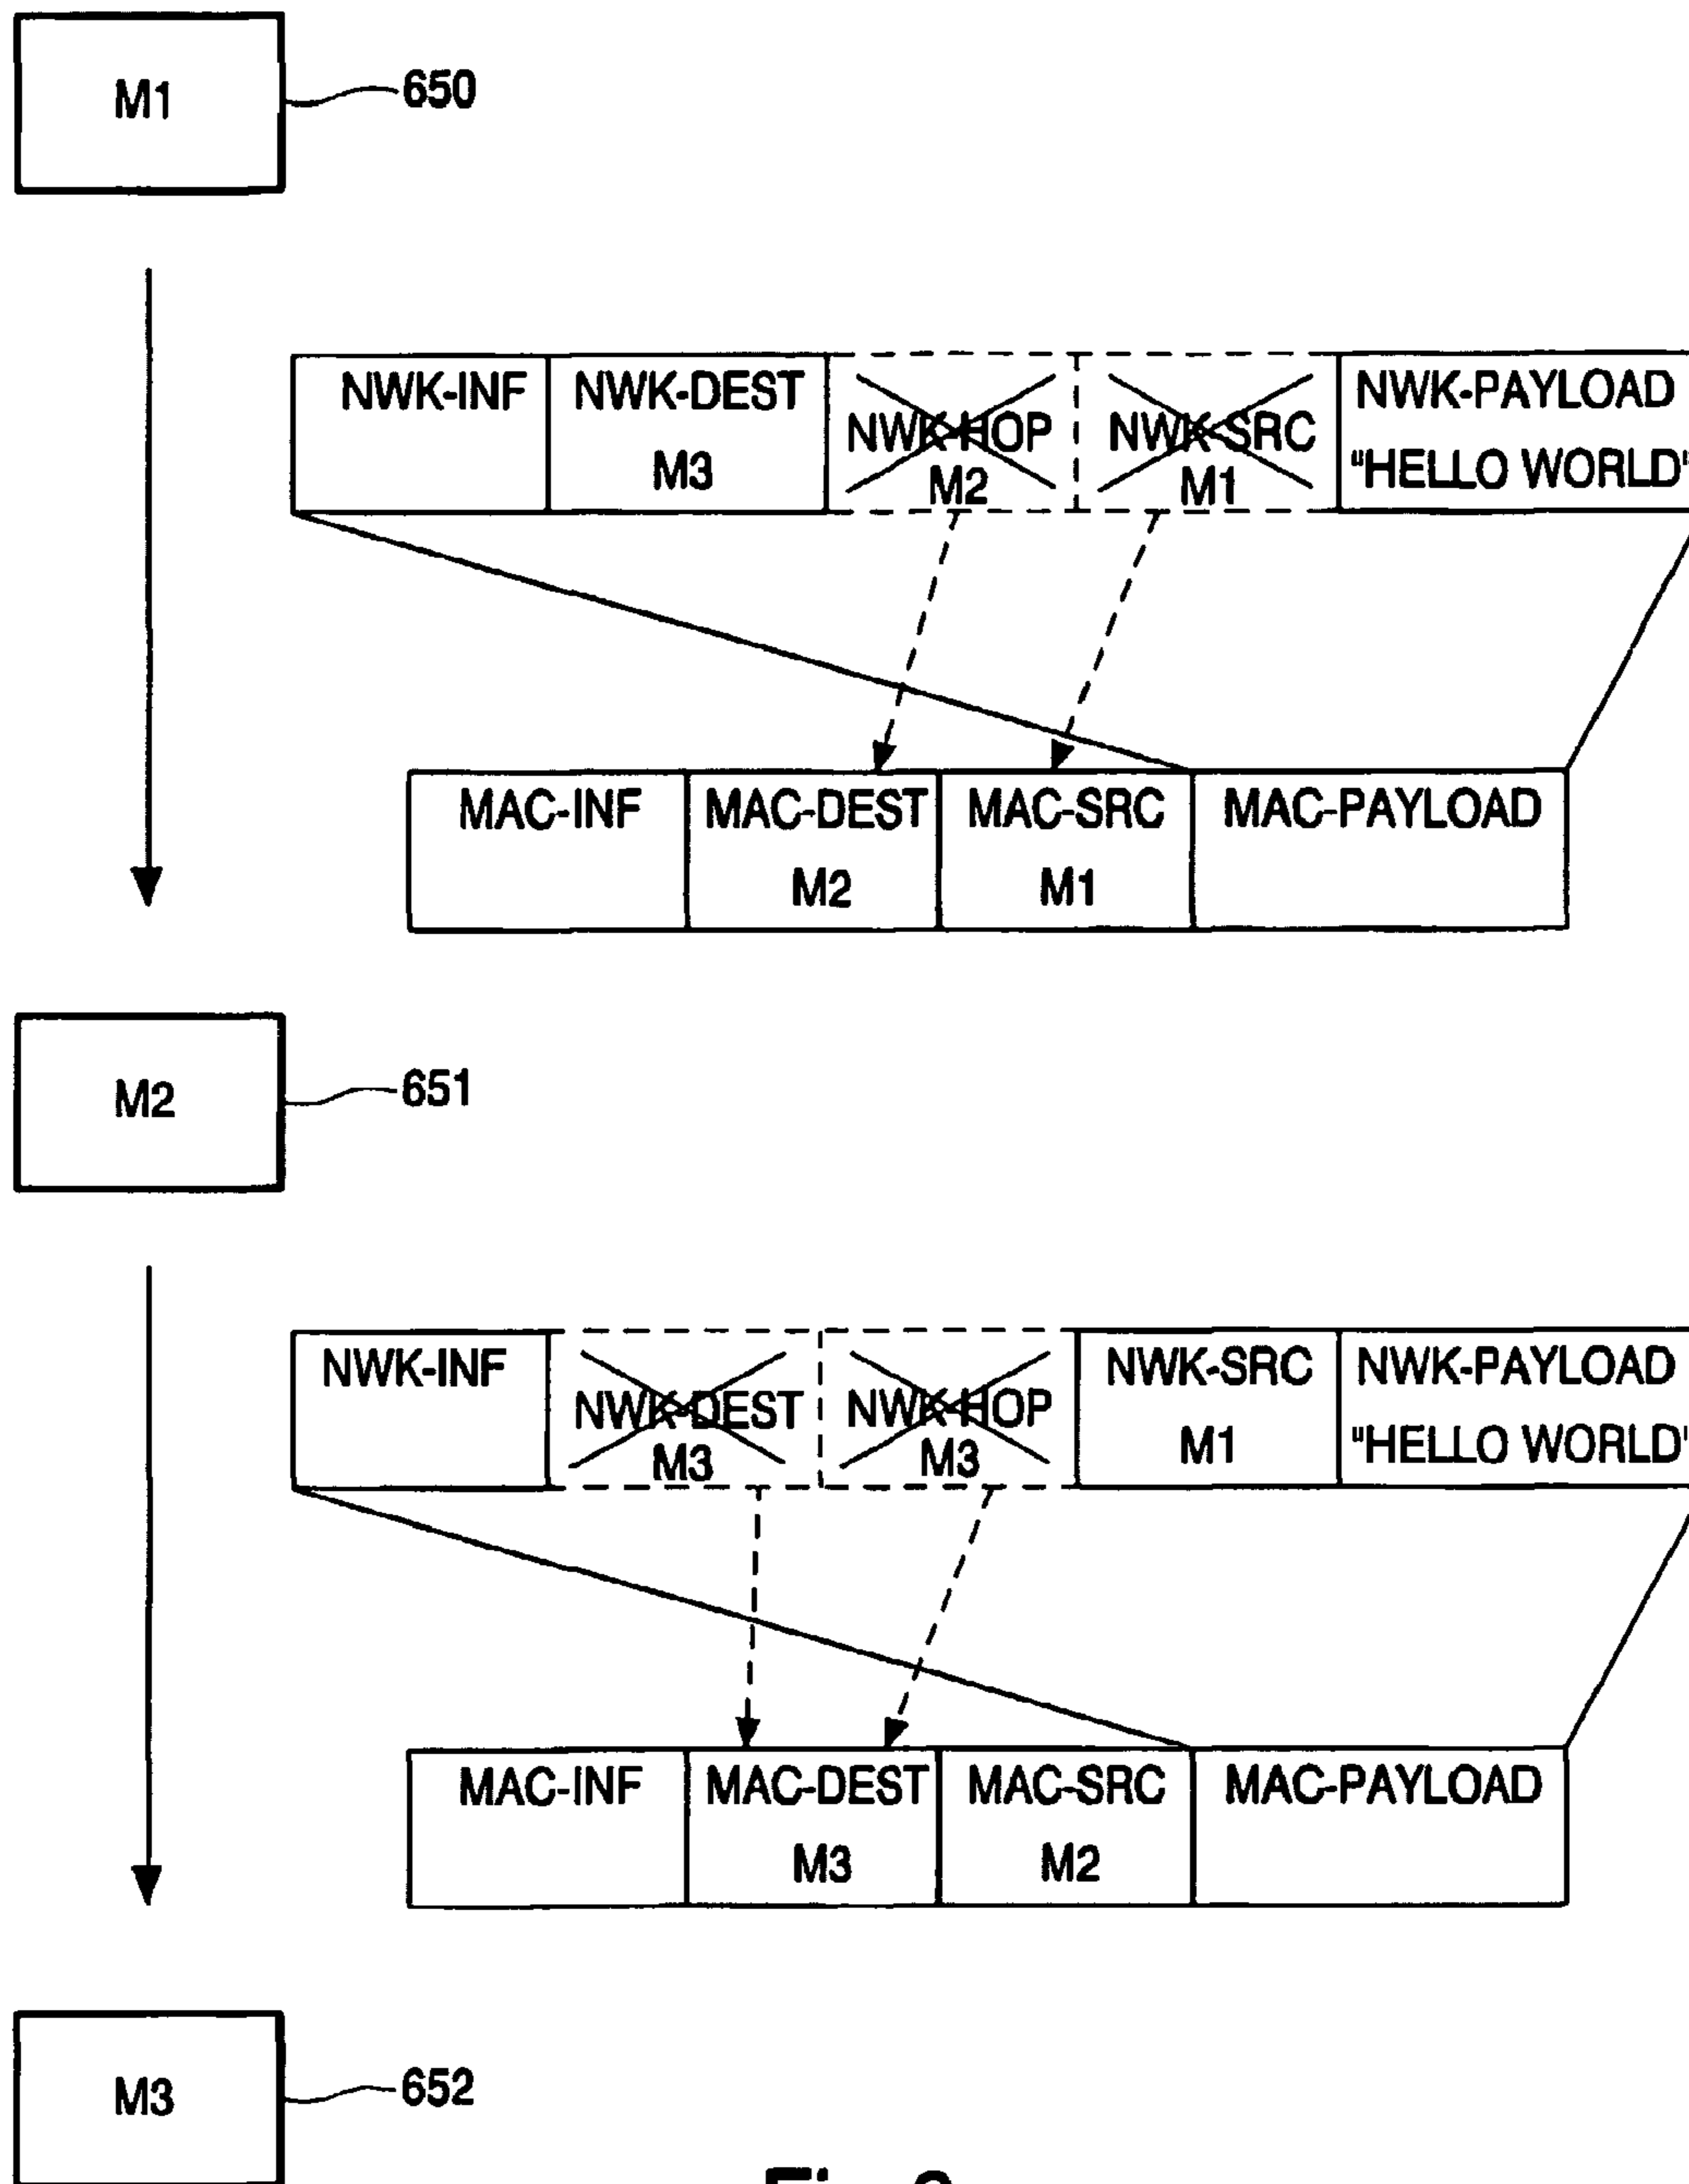 M1
650
NWK-INF NWK-DEST NWK-HOP NWK-SRC NWK-PAYLOAD
M3 M2 M1 "HELLO WORLD"
MAC-INF MAC-DEST MAC-SRC MAC-PAYLOAD
M2 M1
M2
651
NWK-INF NWK-DEST NWK-HOP NWK-SRC NWK-PAYLOAD
M3 M3 M1 "HELLO WORLD"
MAC-INF MAC-DEST MAC-SRC MAC-PAYLOAD
M3 M2
M3
652